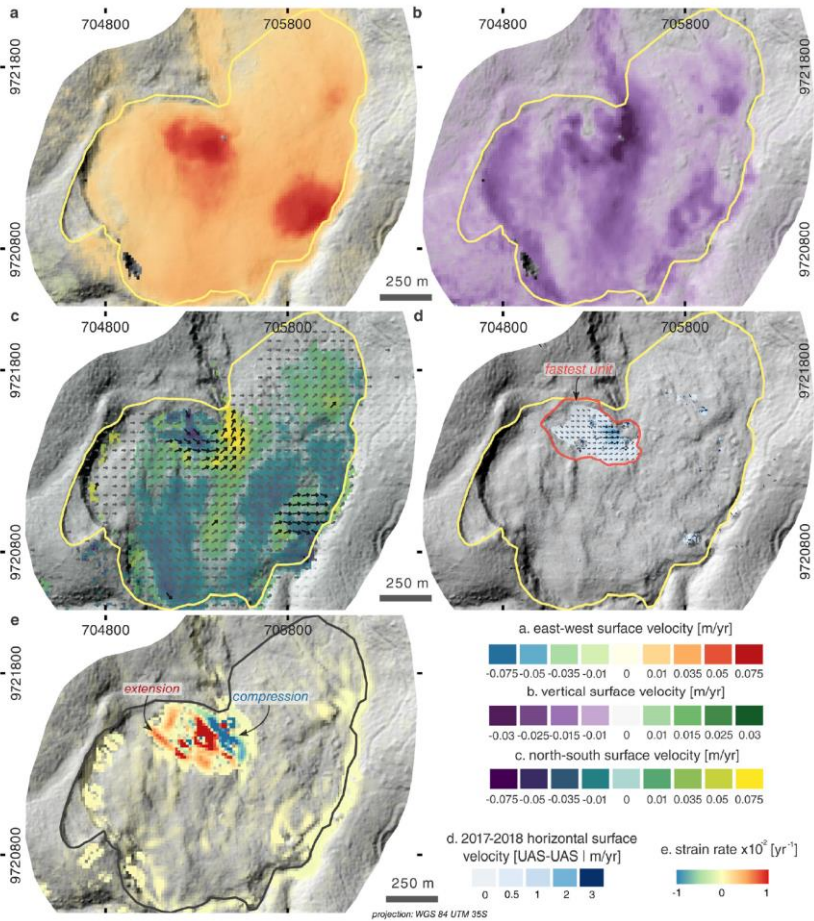 a
704800
705800
9721800
9720800
250 m
b
704800
705800
9721800
9720800
250 m
c
704800
705800
9721800
9720800
250 m
d
704800
705800
fastest unit
9721800
9720800
250 m
e
704800
705800
extension
compression
9721800
9720800
250 m
projection: WGS 84 UTM 35S
a. east-west surface velocity [m/yr]
-0.075 -0.05 -0.035 -0.01 0 0.01 0.035 0.05 0.075
b. vertical surface velocity [m/yr]
-0.03 -0.025 -0.015 -0.01 0 0.01 0.015 0.025 0.03
c. north-south surface velocity [m/yr]
-0.075 -0.05 -0.035 -0.01 0 0.01 0.035 0.05 0.075
d. 2017-2018 horizontal surface
velocity [UAS-UAS | m/yr]
0 0.5 1 2 3
e. strain rate x10⁻² [yr⁻¹]
-1 0 1